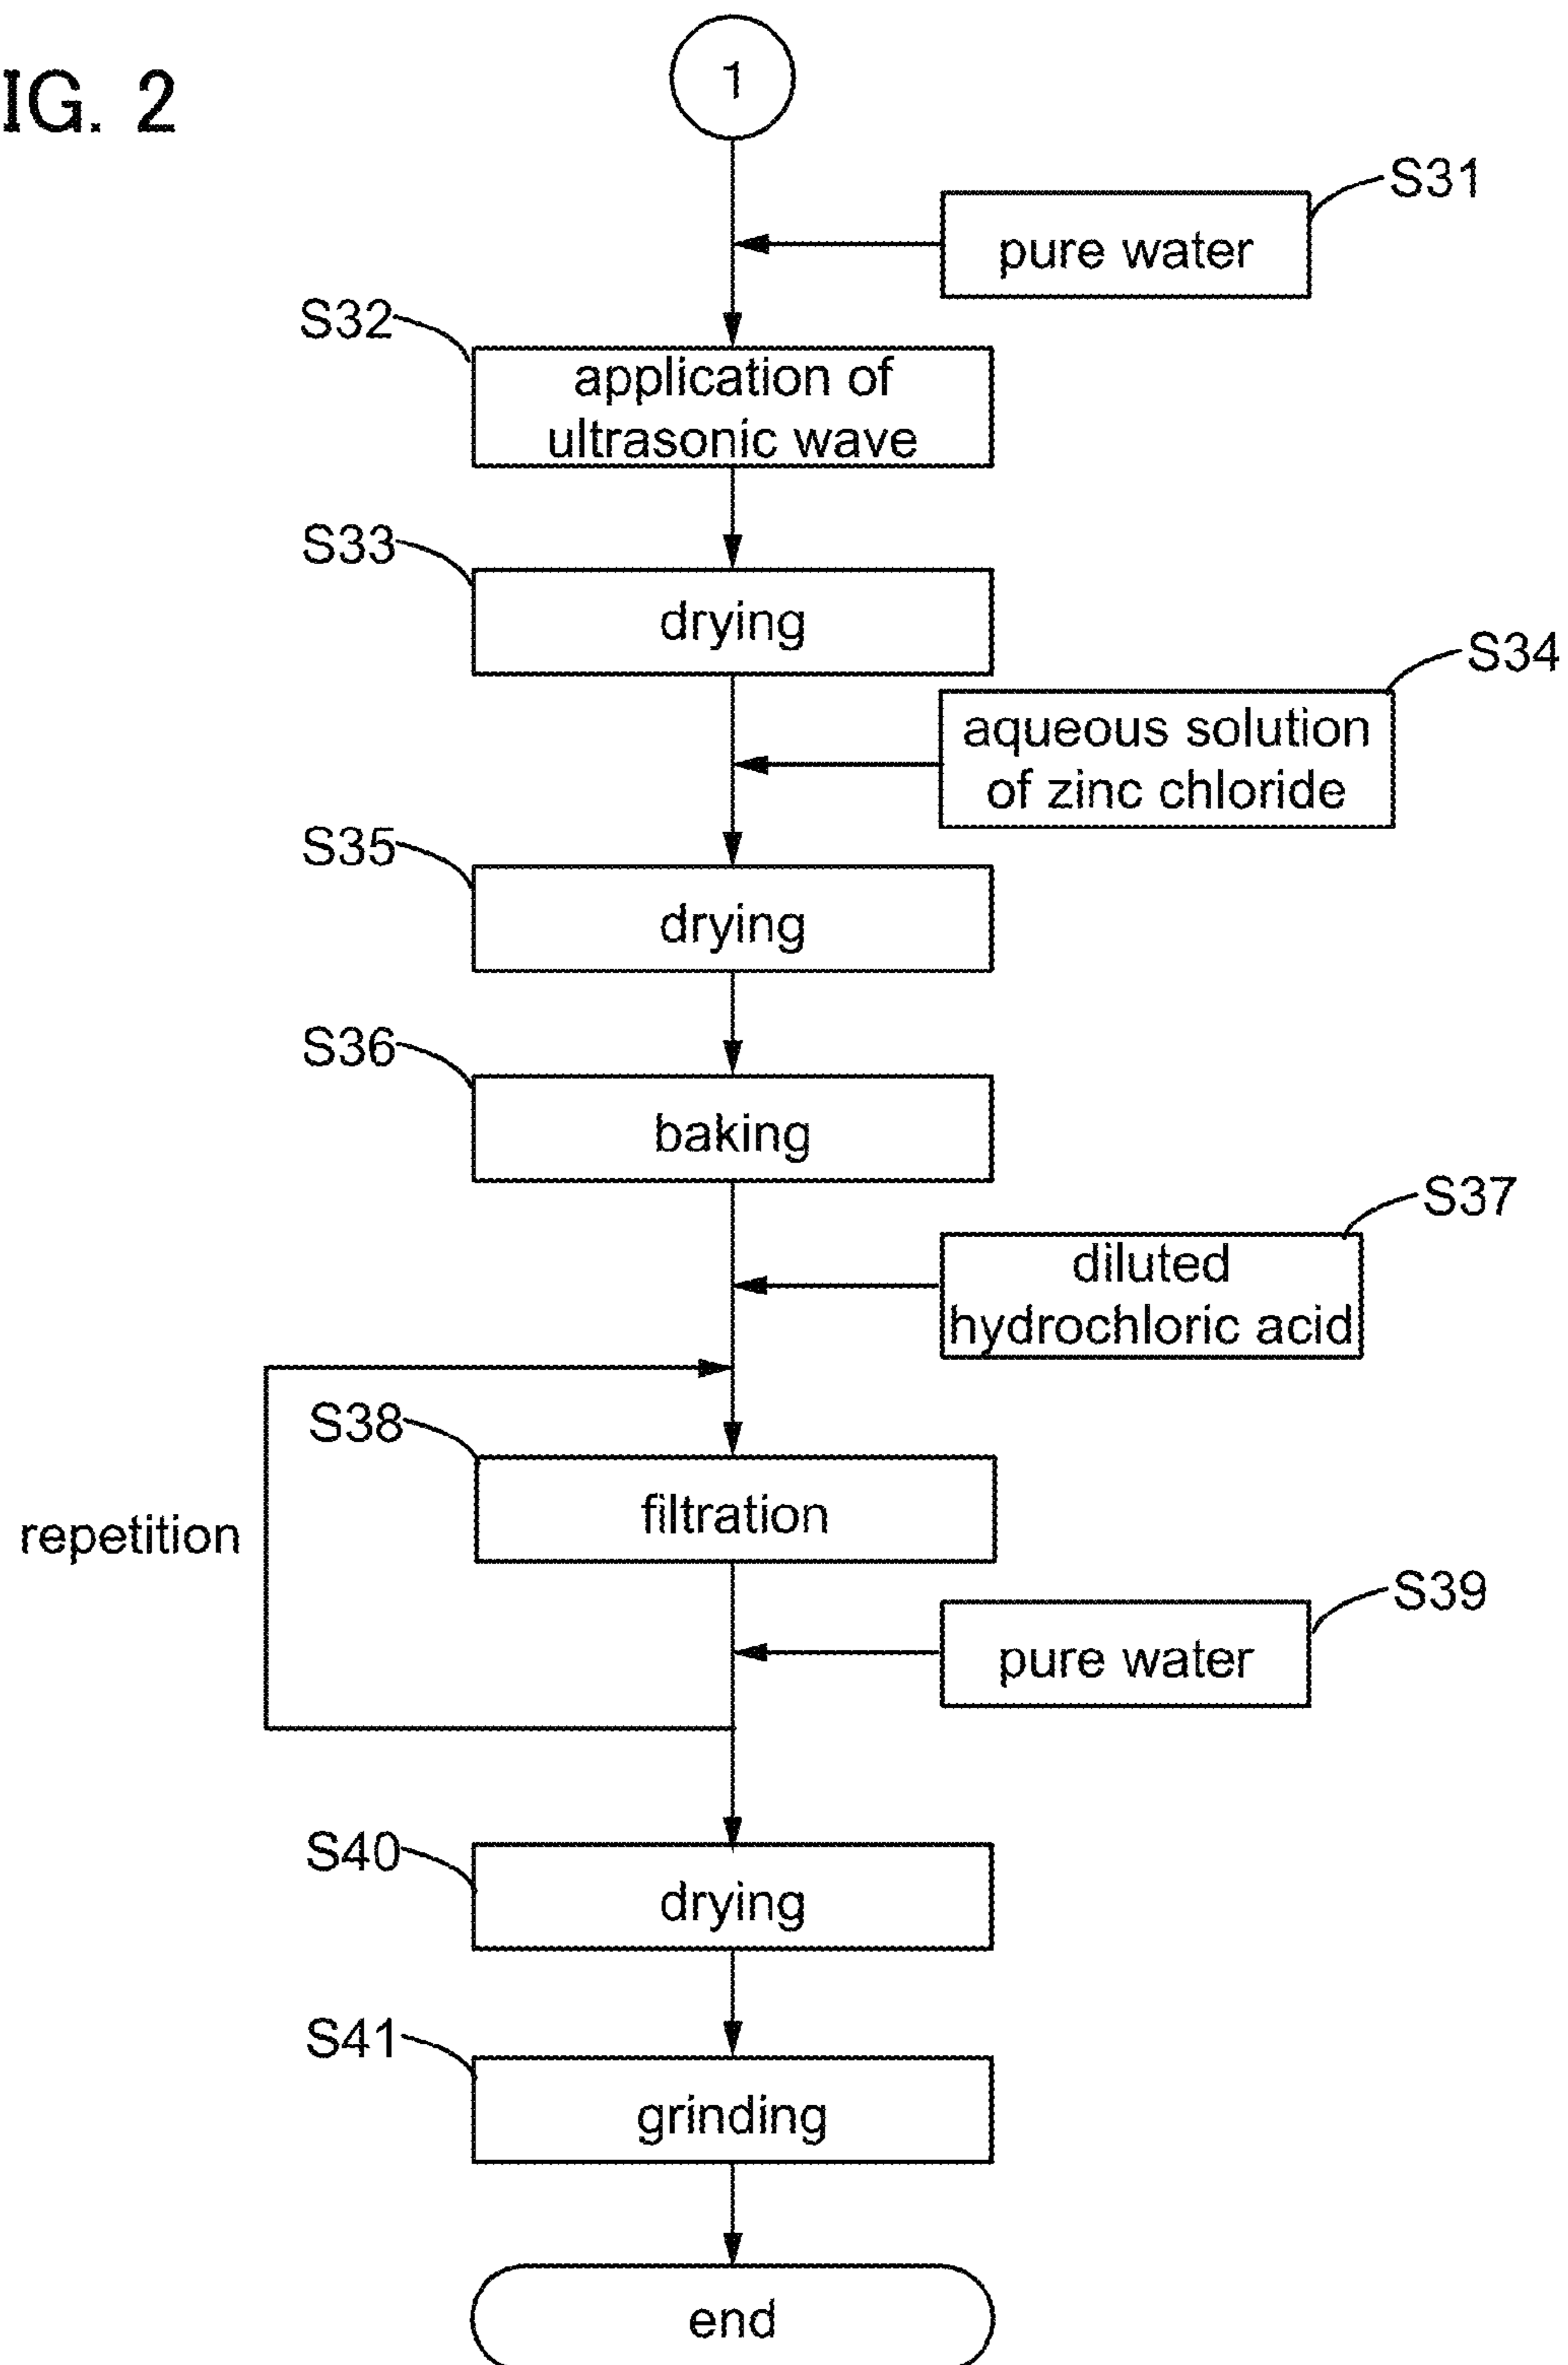 IG. 2
1
S31
pure water
S32
application of
ultrasonic wave
S33
drying
S34
aqueous solution
of zinc chloride
S35
drying
S36
baking
S37
diluted
hydrochloric acid
S38
filtration
repetition
S39
pure water
S40
drying
S41
grinding
end